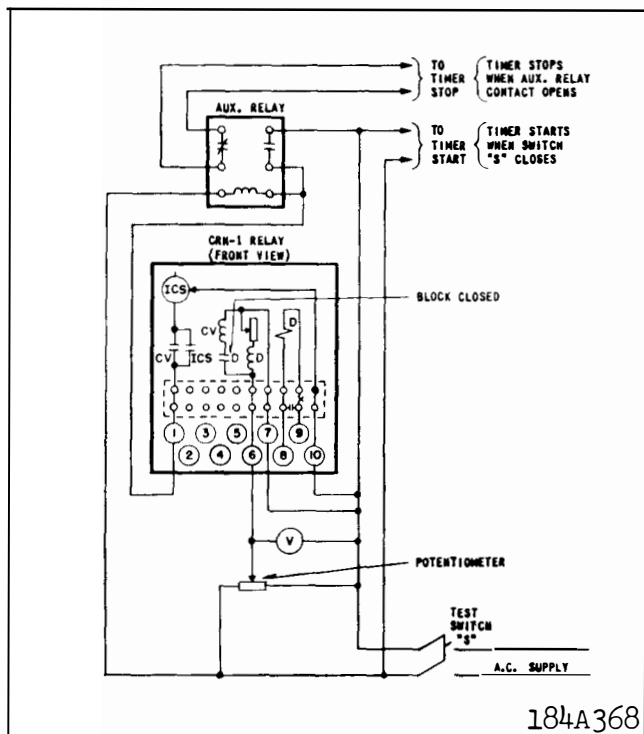 TO TIMER STOP
TIMER STOPS WHEN AUX. RELAY CONTACT OPENS
AUX. RELAY
TO TIMER START
TIMER STARTS WHEN SWITCH "S" CLOSES
CRN-1 RELAY
(FRONT VIEW)
ICS
BLOCK CLOSED
CV
D
D
D
CV
ICS
1
3
5
7
9
2
4
6
8
10
V
POTENTIOMETER
TEST
SWITCH
"S"
A.C. SUPPLY
184A368